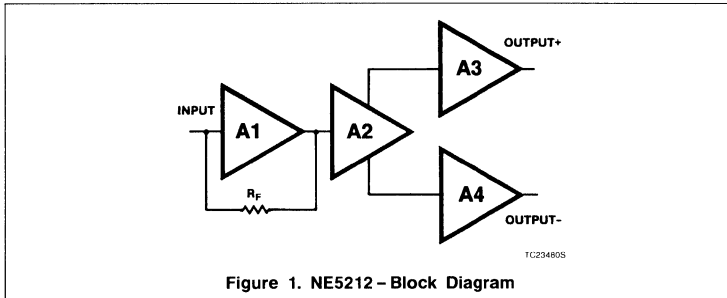 OUTPUT+
A3
INPUT
A1
A2
RF
A4
OUTPUT–
TC23480S
Figure 1. NE5212 – Block Diagram